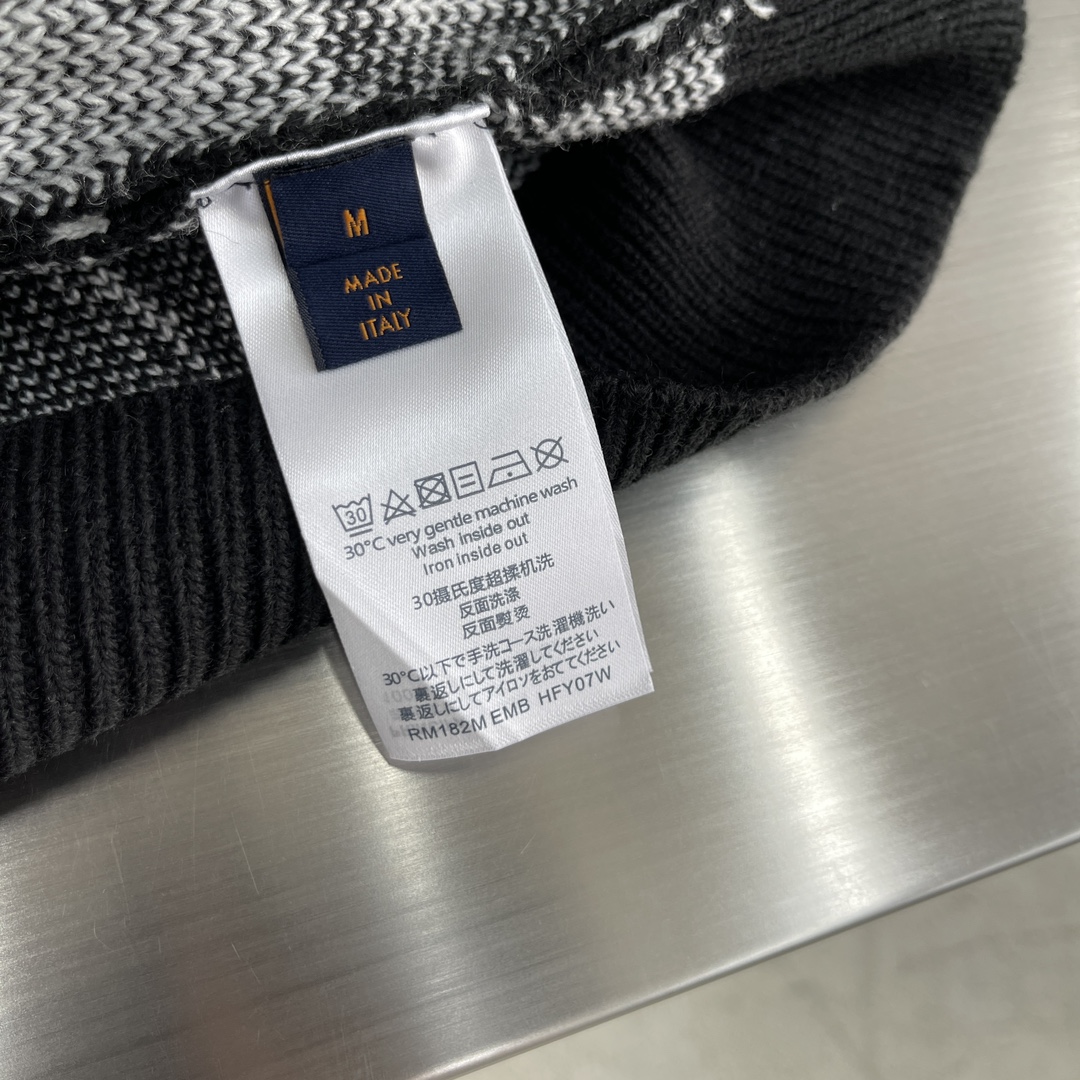 M
MADE
IN
ITALY
30
30°C very gentle machine wash
Wash inside out
Iron inside out
30摄氏度超揉机洗
反面洗涤
反面熨烫
30°C以下で手洗コース洗濯機洗い
裏返しにして洗濯してください
裏返しにしてアイロンをおてください
RM182M EMB HFY07W